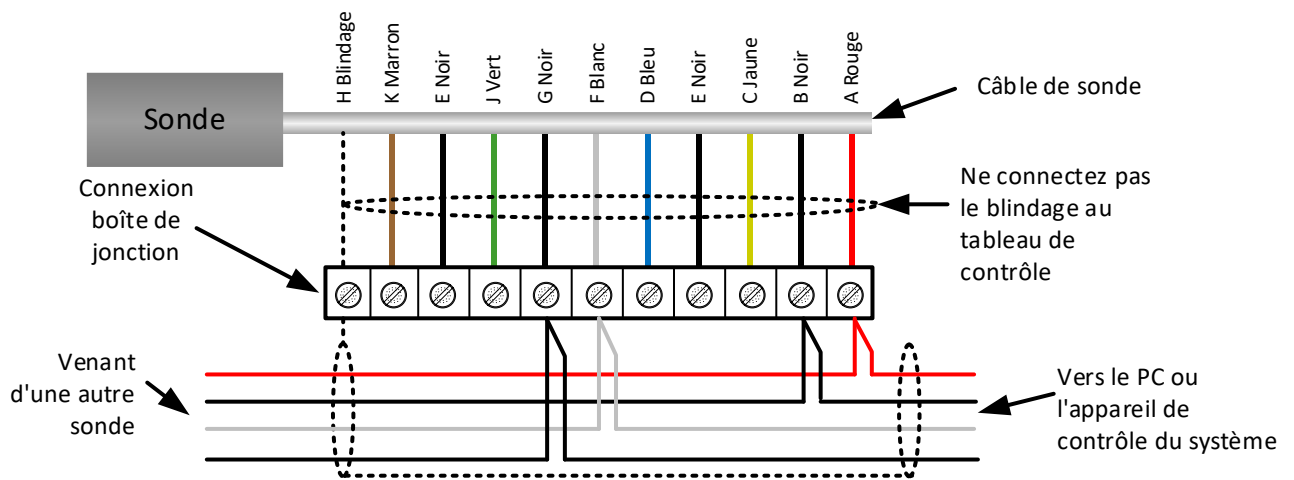 H Blindage
K Marron
E Noir
J Vert
G Noir
F Blanc
D Bleu
E Noir
C Jaune
B Noir
A Rouge
Sonde
Câble de sonde
Connexion
boîte de
jonction
Ne connectez pas
le blindage au
tableau de
contrôle
Venant
d'une autre
sonde
Vers le PC ou
l'appareil de
contrôle du système